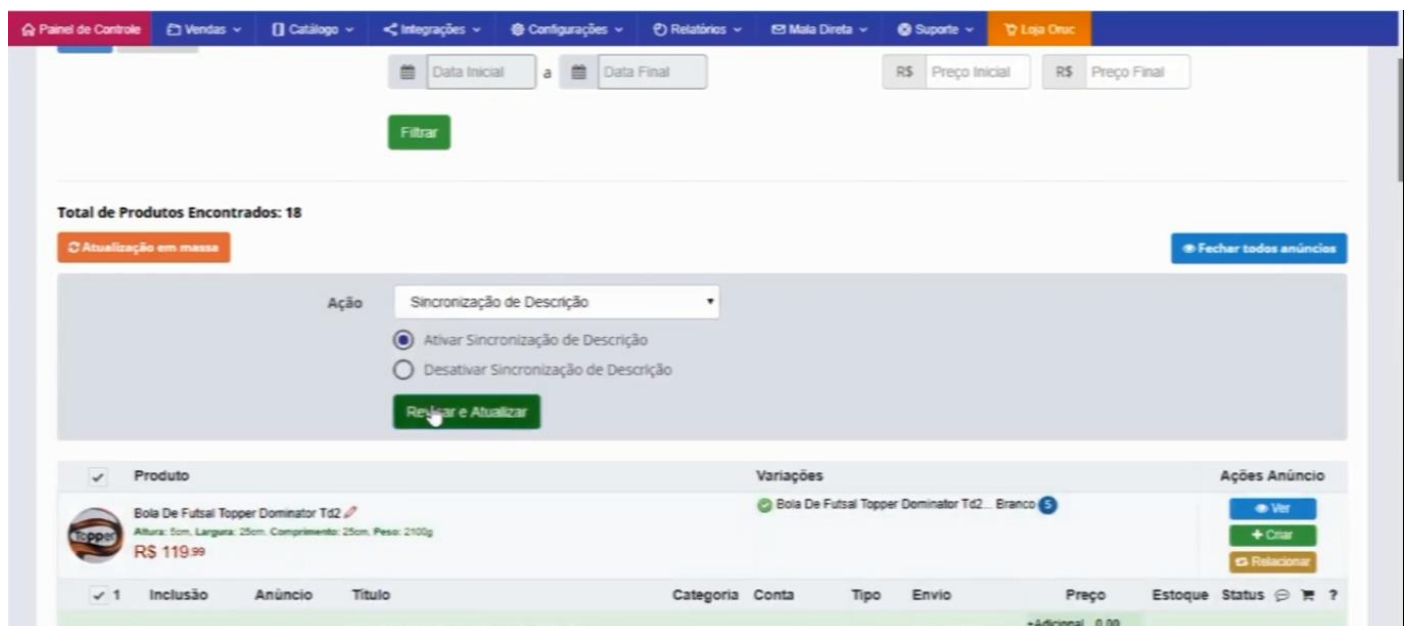 Painel de Controle Vendas Catálogo Integrações Configurações Relatórios Mala Direta Suporte Loja Oruc
Data Inicial a Data Final R$ Preço Inicial R$ Preço Final
Filtrar
Total de Produtos Encontrados: 18
Atualização em massa Fechar todos anúncios
Ação Sincronização de Descrição
Ativar Sincronização de Descrição
Desativar Sincronização de Descrição
Revisar e Atualizar
Produto Variações Ações Anúncio
Bola De Futsal Topper Dominator Td2 Bola De Futsal Topper Dominator Td2... Branco 5 Ver
Topper Altura: 5cm, Largura: 25cm, Comprimento: 25cm, Peso: 2100g + Criar
R$ 119.99 Relacionar
1 Inclusão Anúncio Título Categoria Conta Tipo Envio Preço Estoque Status ?
+Adicional 0.00